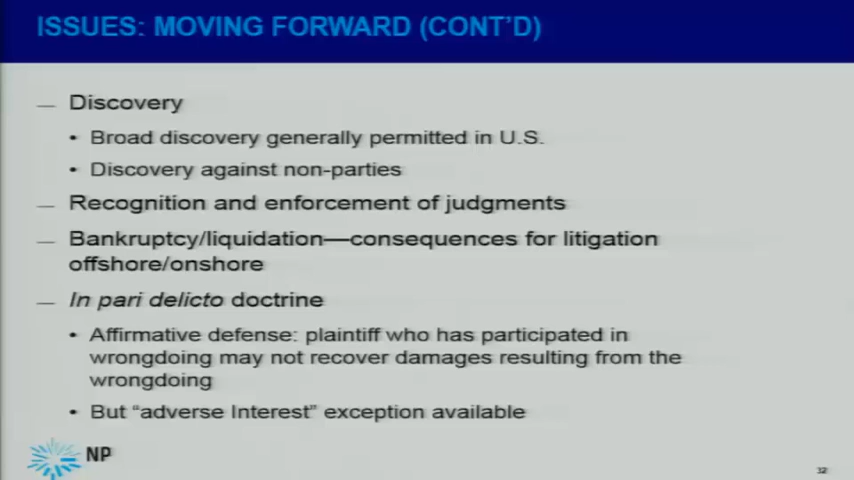 ISSUES: MOVING FORWARD (CONT'D)
— Discovery
• Broad discovery generally permitted in U.S.
• Discovery against non-parties
— Recognition and enforcement of judgments
— Bankruptcy/liquidation—consequences for litigation
offshore/onshore
— In pari delicto doctrine
• Affirmative defense: plaintiff who has participated in
wrongdoing may not recover damages resulting from the
wrongdoing
• But “adverse Interest” exception available
NP
32